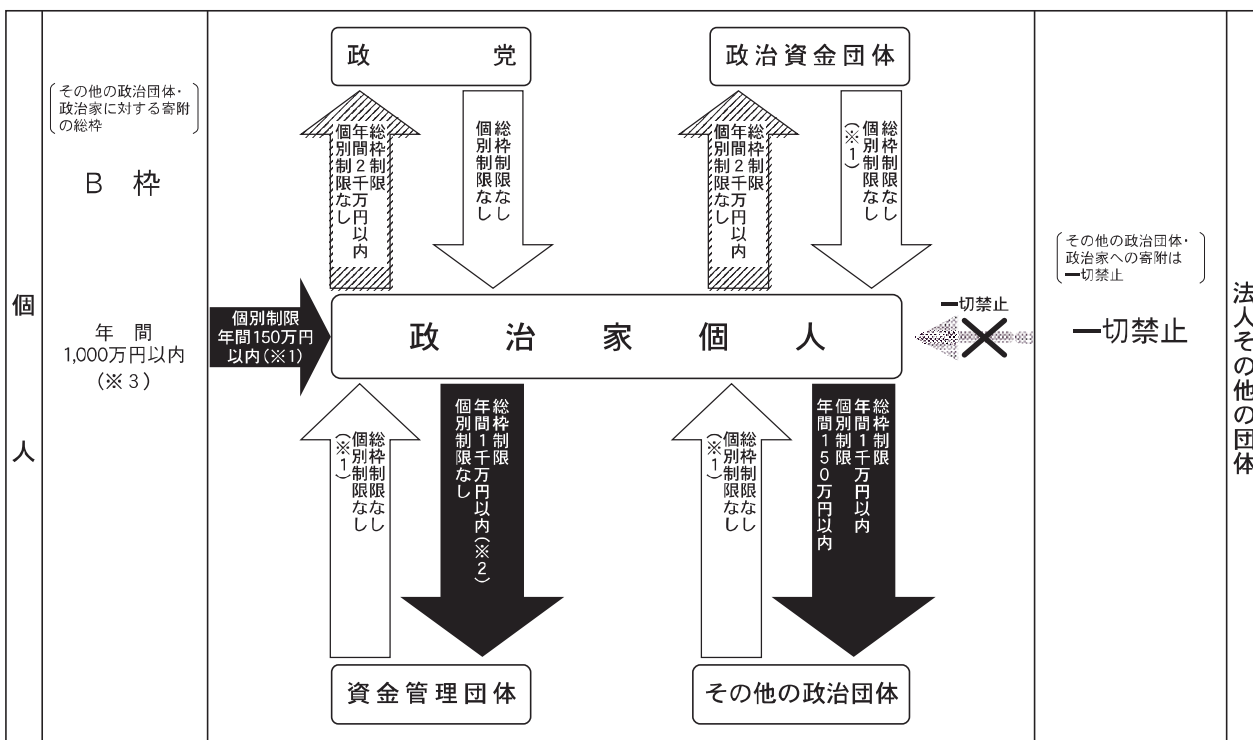 個人
その他の政治団体・
政治家に対する寄附
の総枠
B 枠
年 間
1,000万円以内
(※3)
政 党
政治資金団体
総枠制限
年間2千万円以内
個別制限なし
総枠制限なし
個別制限なし
総枠制限
年間2千万円以内
個別制限なし
総枠制限なし
個別制限なし
(※1)
個別制限
年間150万円
以内(※1)
政治家個人
一切禁止
総枠制限なし
個別制限なし
(※1)
総枠制限
年間1千万円以内(※2)
個別制限なし
総枠制限なし
個別制限なし
(※1)
総枠制限
年間1千万円以内
個別制限
年間150万円以内
資金管理団体
その他の政治団体
その他の政治団体・
政治家への寄附は
一切禁止
一切禁止
法人その他の団体